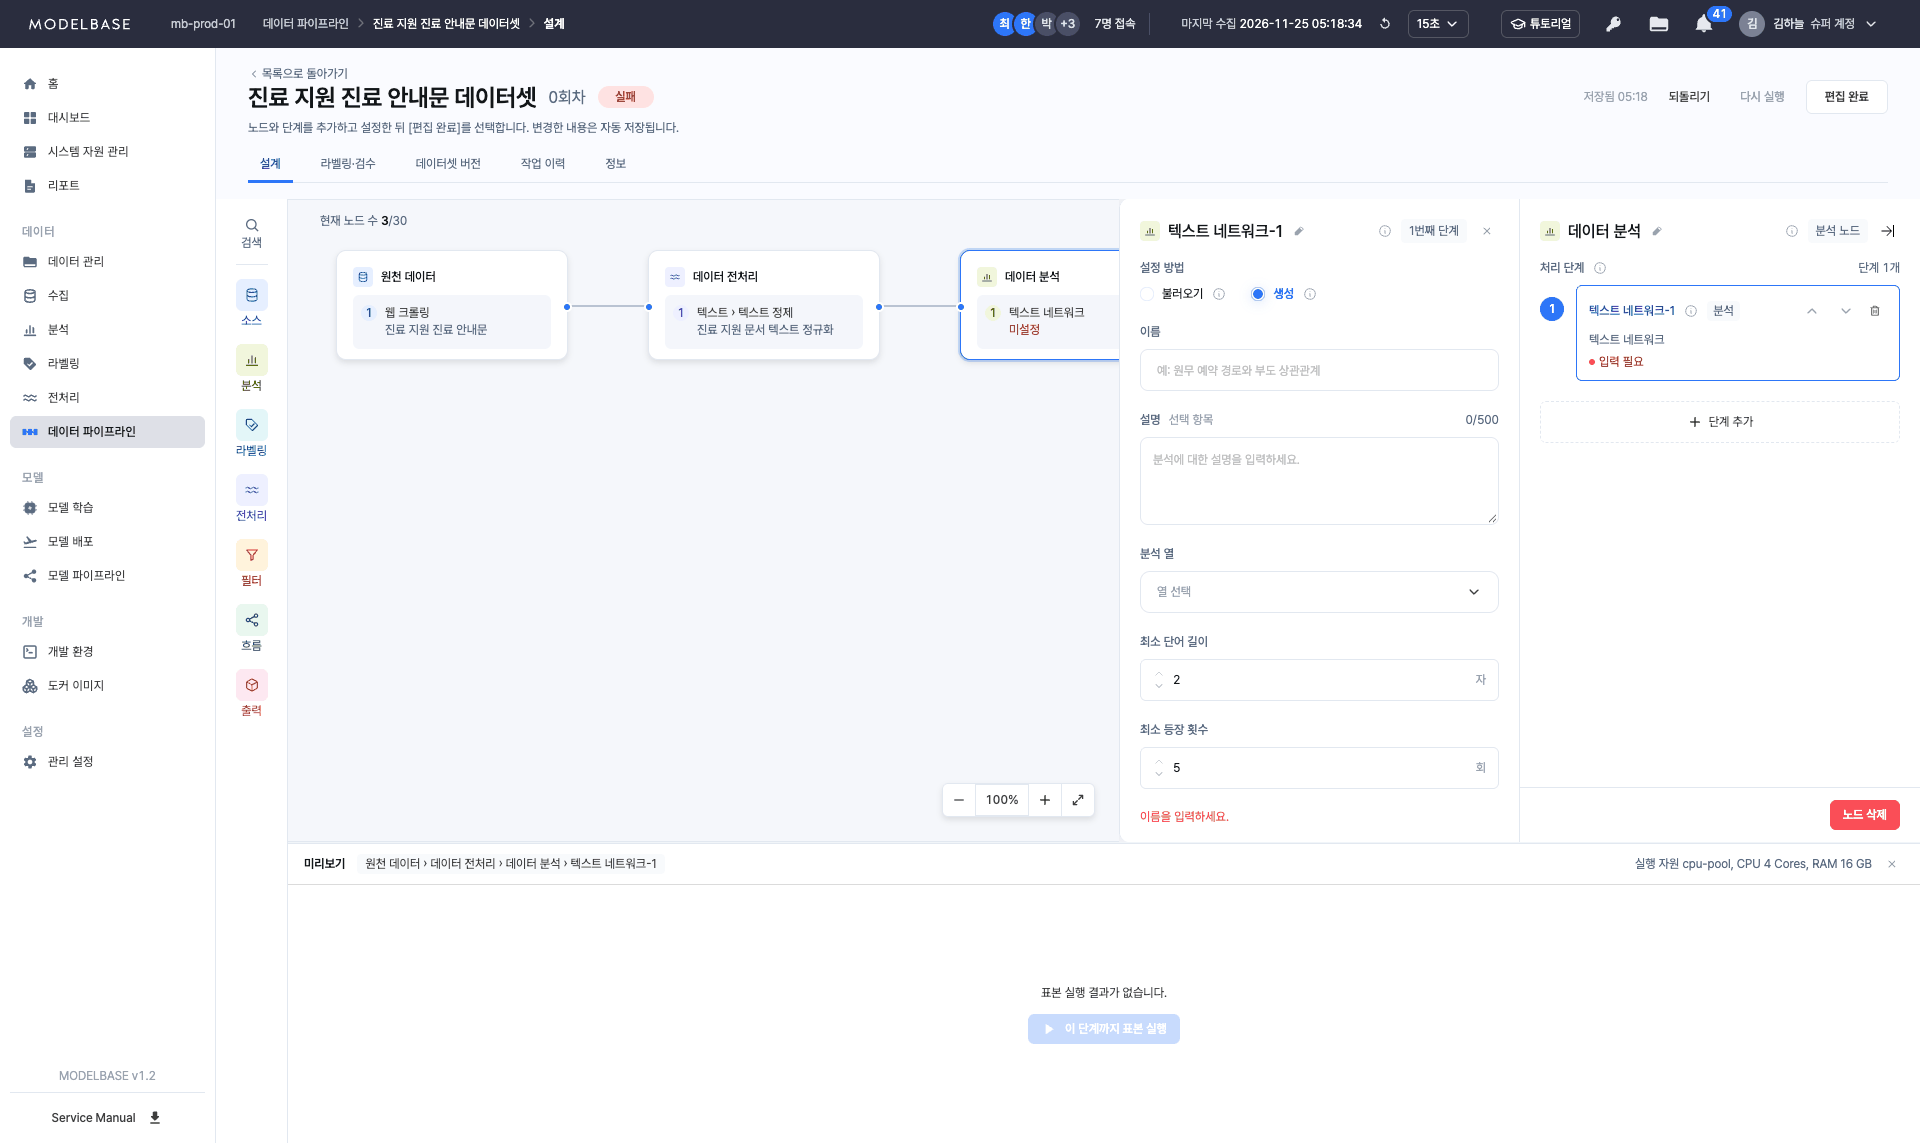 MODELBASE
mb-prod-01
데이터 파이프라인
진료 지원 진료 안내문 데이터셋
설계
최
한
박
+3
7명 접속
마지막 수집 2026-11-25 05:18:34
15초
튜토리얼
41
김
김하늘 슈퍼 계정
홈
대시보드
시스템 자원 관리
리포트
데이터
데이터 관리
수집
분석
라벨링
전처리
데이터 파이프라인
모델
모델 학습
모델 배포
모델 파이프라인
개발
개발 환경
도커 이미지
설정
관리 설정
MODELBASE v1.2
Service Manual
목록으로 돌아가기
진료 지원 진료 안내문 데이터셋 0회차 실패
노드와 단계를 추가하고 설정한 뒤 [편집 완료]를 선택합니다. 변경한 내용은 자동 저장됩니다.
저장됨 05:18
되돌리기
다시 실행
편집 완료
설계
라벨링·검수
데이터셋 버전
작업 이력
정보
검색
소스
분석
라벨링
전처리
필터
흐름
출력
현재 노드 수 3/30
원천 데이터
1 웹 크롤링
진료 지원 진료 안내문
데이터 전처리
1 텍스트 › 텍스트 정제
진료 지원 문서 텍스트 정규화
데이터 분석
1 텍스트 네트워크
미설정
100%
텍스트 네트워크-1
1번째 단계
설정 방법
불러오기
생성
이름
예: 원무 예약 경로와 부도 상관관계
설명 선택 항목
0/500
분석에 대한 설명을 입력하세요.
분석 열
열 선택
최소 단어 길이
2
자
최소 등장 횟수
5
회
이름을 입력하세요.
데이터 분석
분석 노드
처리 단계
단계 1개
1
텍스트 네트워크-1
분석
텍스트 네트워크
입력 필요
단계 추가
노드 삭제
미리보기
원천 데이터 › 데이터 전처리 › 데이터 분석 › 텍스트 네트워크-1
실행 자원 cpu-pool, CPU 4 Cores, RAM 16 GB
표본 실행 결과가 없습니다.
이 단계까지 표본 실행